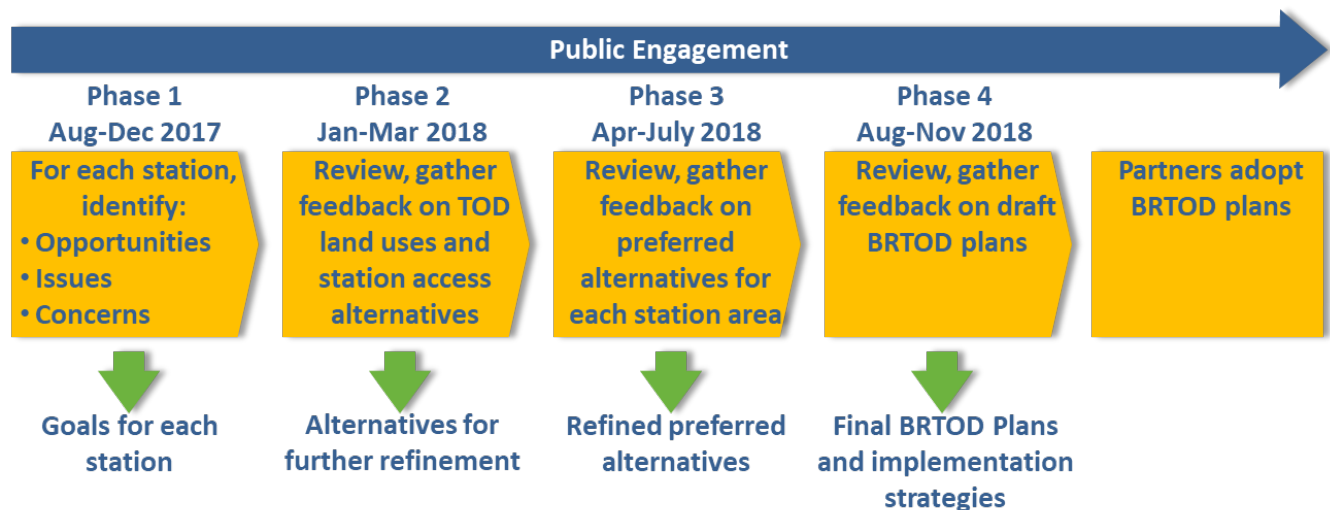 Public Engagement
Phase 1
Aug-Dec 2017
For each station,
identify:
• Opportunities
• Issues
• Concerns
Goals for each
station
Phase 2
Jan-Mar 2018
Review, gather
feedback on TOD
land uses and
station access
alternatives
Alternatives for
further refinement
Phase 3
Apr-July 2018
Review, gather
feedback on
preferred
alternatives for
each station area
Refined preferred
alternatives
Phase 4
Aug-Nov 2018
Review, gather
feedback on draft
BRTOD plans
Final BRTOD Plans
and implementation
strategies
Partners adopt
BRTOD plans